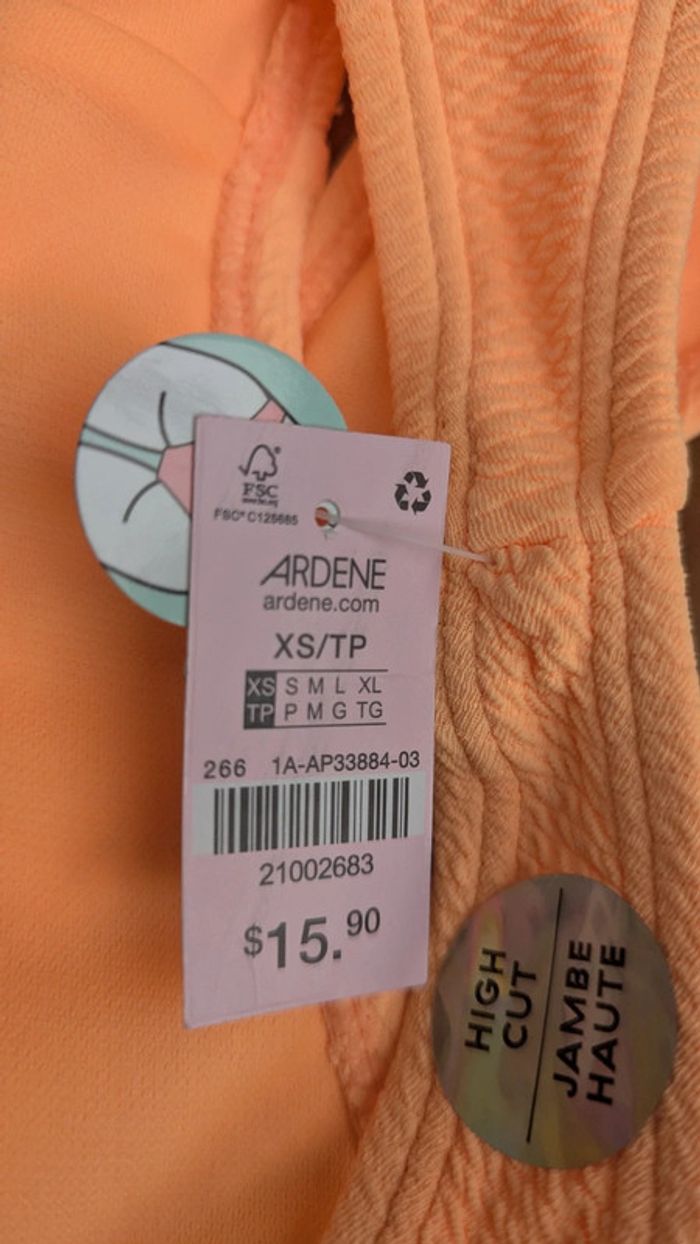 FSC
FSC® C125685
ARDENE
ardene.com
XS/TP
XS S M L XL
TP P M G TG
266 1A-AP33884-03
21002683
$15.90
HIGH
CUT
JAMBE
HAUTE